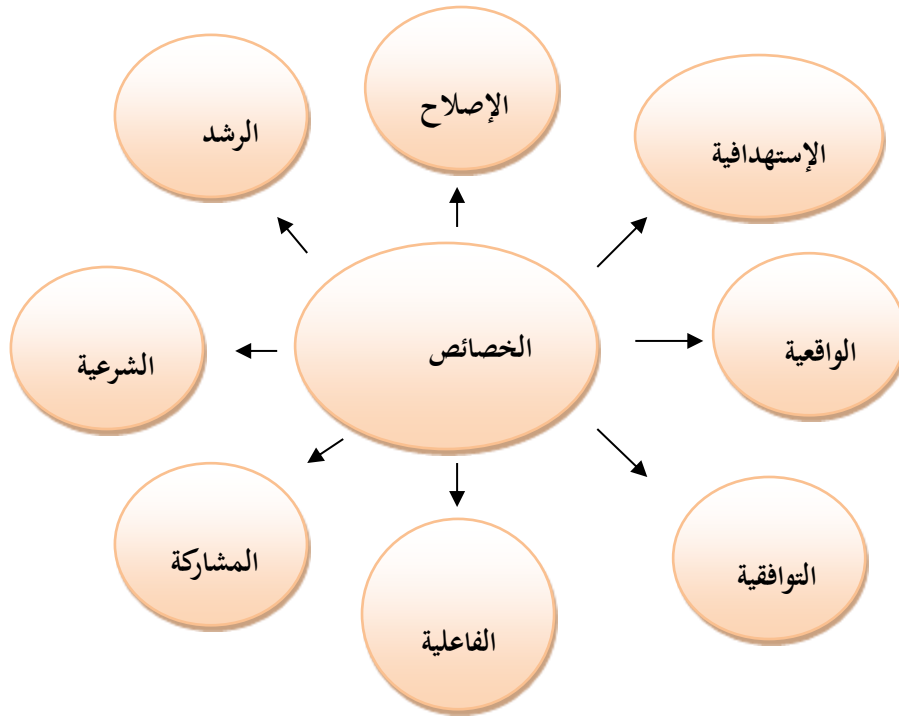 الإصلاح
الرشد
الإستهدافية
الخصائص
الواقعية
الشرعية
المشاركة
التوافقية
الفاعلية